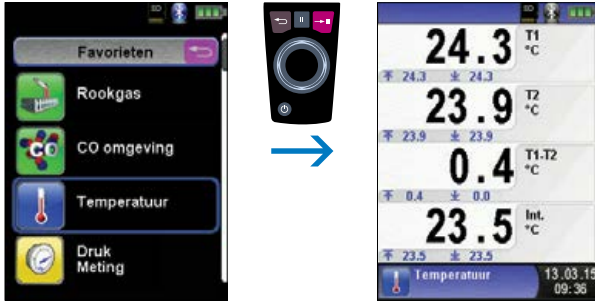 Favorieten
Rookgas
CO
CO omgeving
Temperatuur
Druk
Meting
24.3 T1 °C
24.3 24.3
23.9 T2 °C
23.9 23.9
0.4 T1-T2 °C
0.4 0.0
23.5 Int. °C
23.5 23.5
Temperatuur 13.03.15
09:36